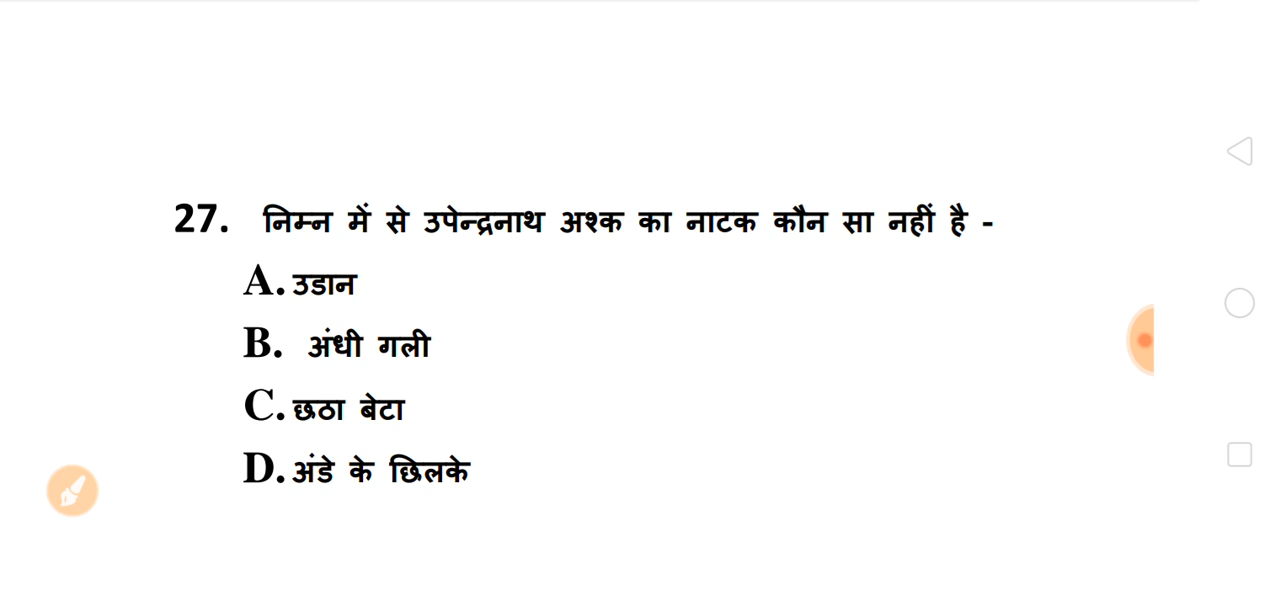 27. निम्न में से उपेन्द्रनाथ अश्क का नाटक कौन सा नहीं है -
A. उडान
B. अंधी गली
C. छठा बेटा
D. अंडे के छिलके